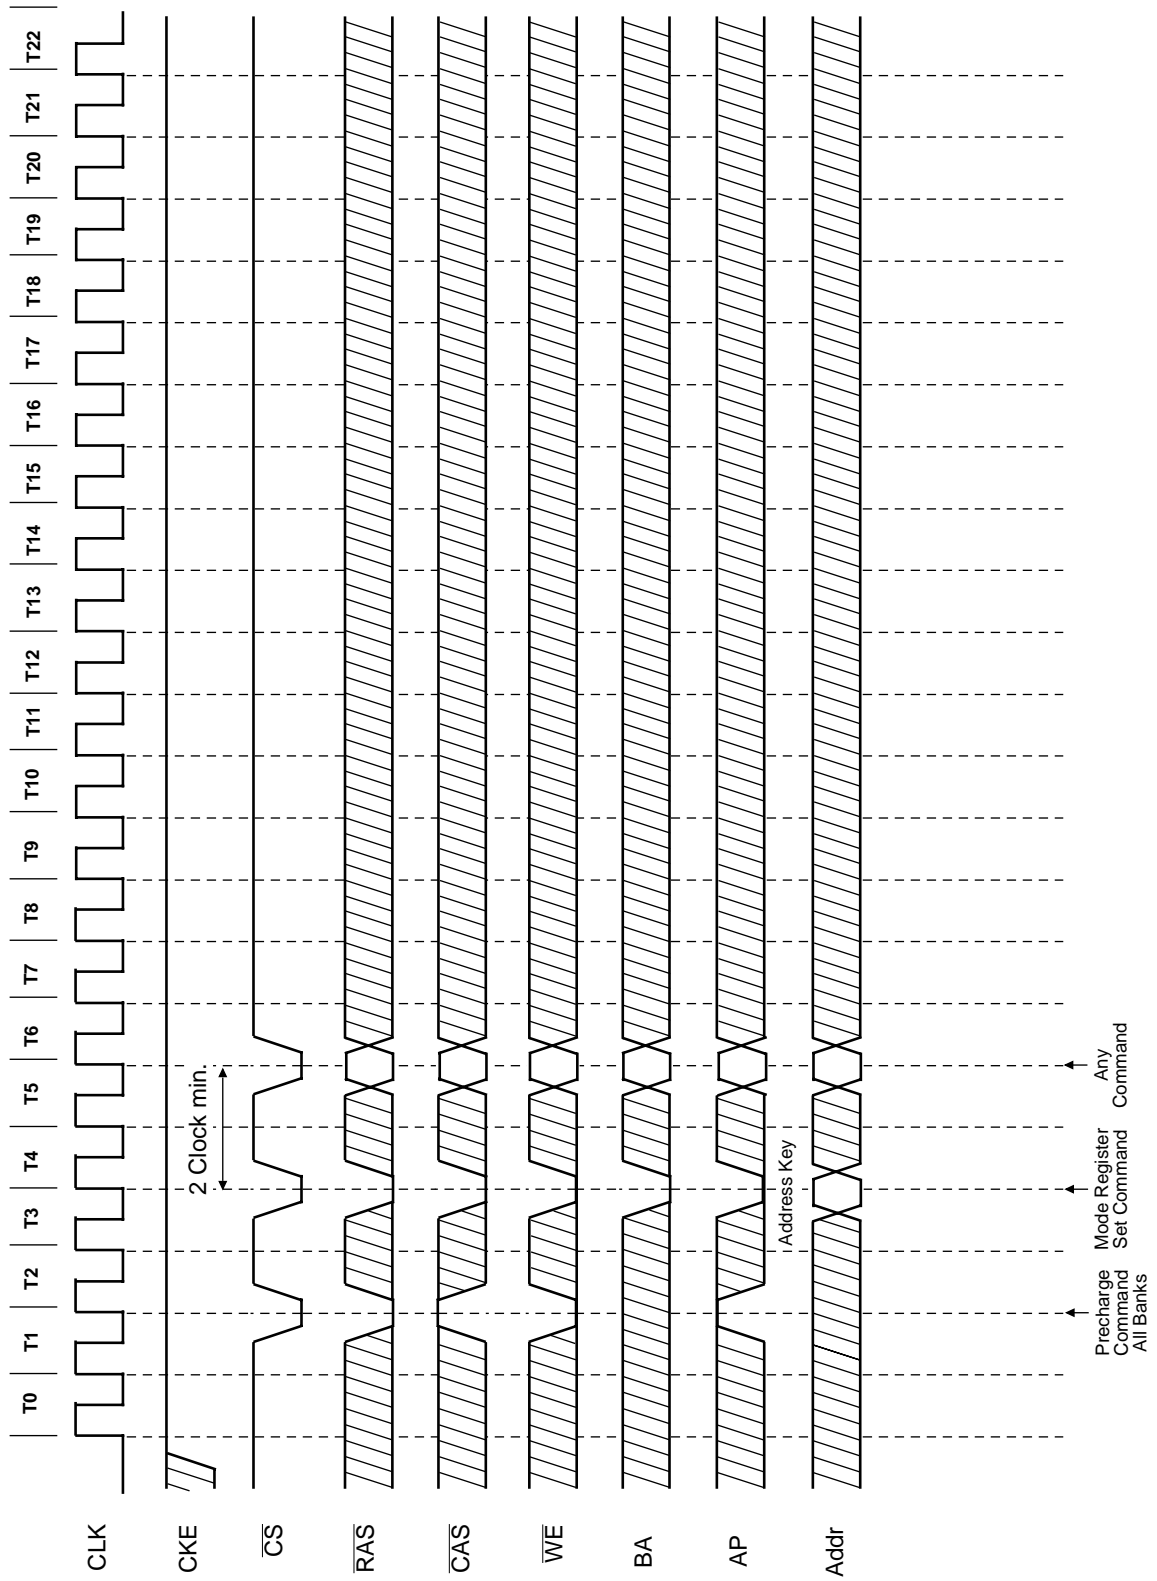 T0 T1 T2 T3 T4 T5 T6 T7 T8 T9 T10 T11 T12 T13 T14 T15 T16 T17 T18 T19 T20 T21 T22
CLK
CKE
2 Clock min.
CS
RAS
CAS
WE
BA
AP
Address Key
Addr
Precharge
Command
All Banks
Mode Register
Set Command
Any
Command